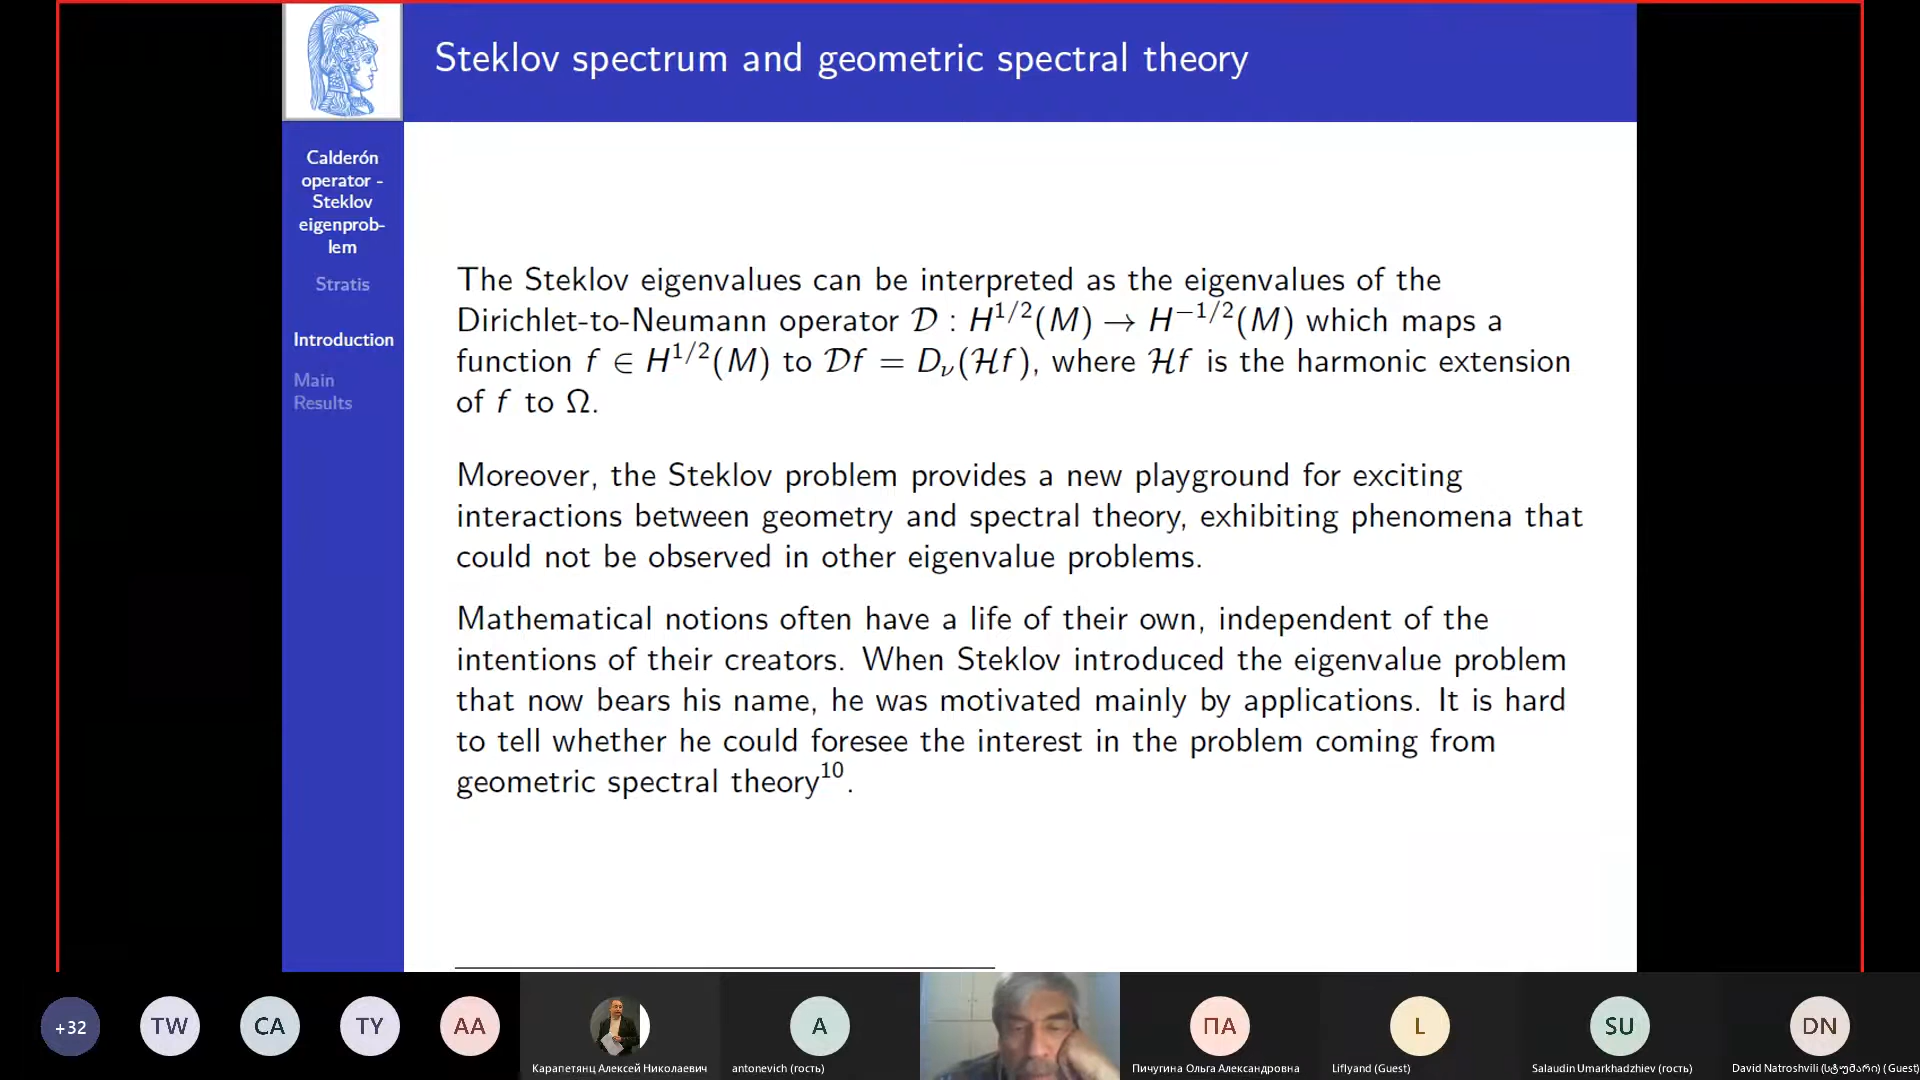 Steklov spectrum and geometric spectral theory
Calderón
operator -
Steklov
eigenprob-
lem
Stratis
Introduction
Main
Results
The Steklov eigenvalues can be interpreted as the eigenvalues of the
Dirichlet-to-Neumann operator 𝒟 : H^{1/2}(M) → H^{−1/2}(M) which maps a
function f ∈ H^{1/2}(M) to 𝒟f = D_ν(ℋf), where ℋf is the harmonic extension
of f to Ω.
Moreover, the Steklov problem provides a new playground for exciting
interactions between geometry and spectral theory, exhibiting phenomena that
could not be observed in other eigenvalue problems.
Mathematical notions often have a life of their own, independent of the
intentions of their creators. When Steklov introduced the eigenvalue problem
that now bears his name, he was motivated mainly by applications. It is hard
to tell whether he could foresee the interest in the problem coming from
geometric spectral theory^{10}.
+32
TW
CA
TY
AA
A
ПА
L
SU
DN
Карапетянц Алексей Николаевич
antonevich (гость)
Пичугина Ольга Александровна
Liflyand (Guest)
Salaudin Umarkhadzhiev (гость)
David Natroshvili (სტუმარი) (Guest)